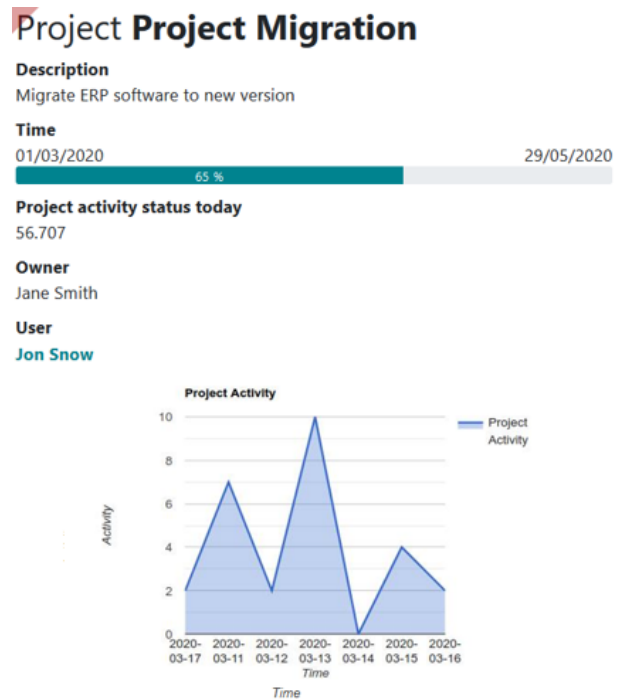 Project Project Migration
Description
Migrate ERP software to new version
Time
01/03/2020 29/05/2020
65 %
Project activity status today
56.707
Owner
Jane Smith
User
Jon Snow
Project Activity
10
8
6
4
2
0
Activity
Project
Activity
2020- 2020- 2020- 2020- 2020- 2020- 2020-
03-17 03-11 03-12 03-13 03-14 03-15 03-16
Time
Time